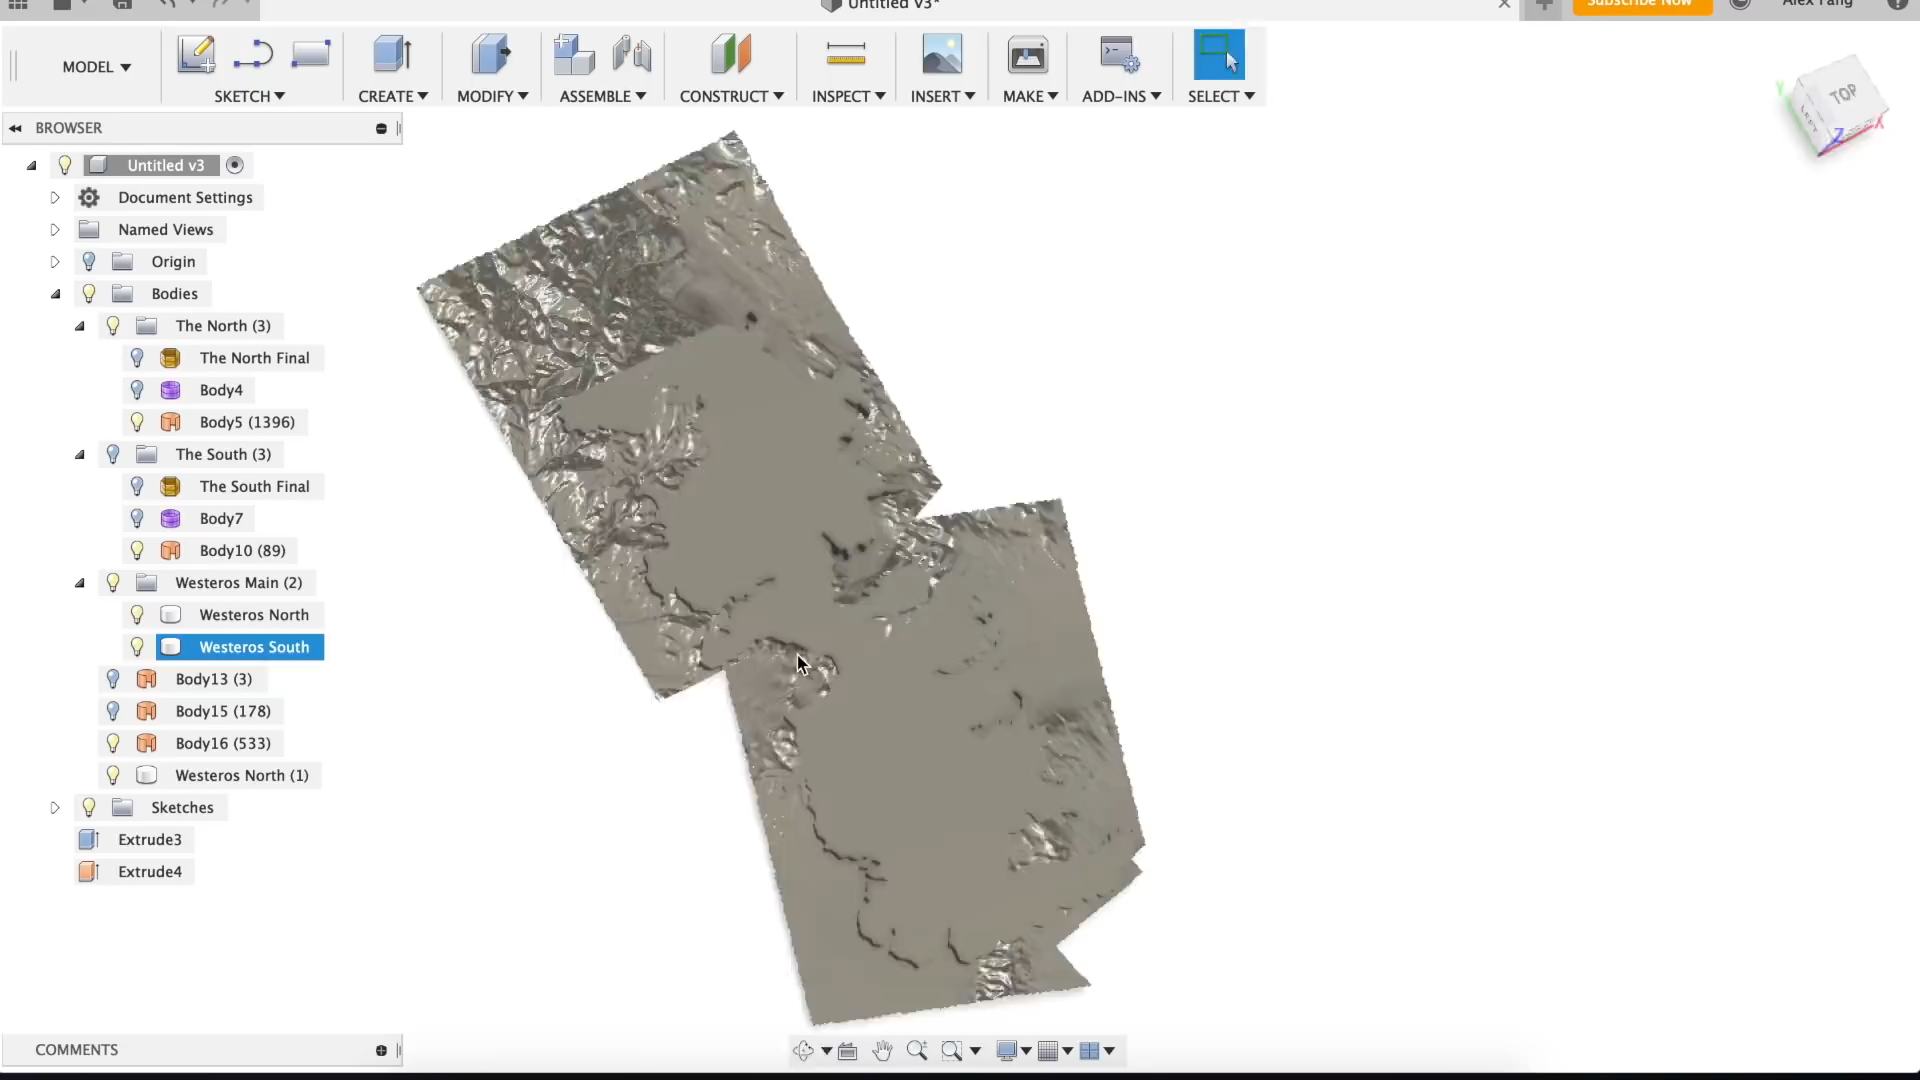 Untitled v3*
Subscribe Now
Alex Fang
MODEL
SKETCH
CREATE
MODIFY
ASSEMBLE
CONSTRUCT
INSPECT
INSERT
MAKE
ADD-INS
SELECT
TOP
LEFT
Y
Z
X
BROWSER
Untitled v3
Document Settings
Named Views
Origin
Bodies
The North (3)
The North Final
Body4
Body5 (1396)
The South (3)
The South Final
Body7
Body10 (89)
Westeros Main (2)
Westeros North
Westeros South
Body13 (3)
Body15 (178)
Body16 (533)
Westeros North (1)
Sketches
Extrude3
Extrude4
COMMENTS